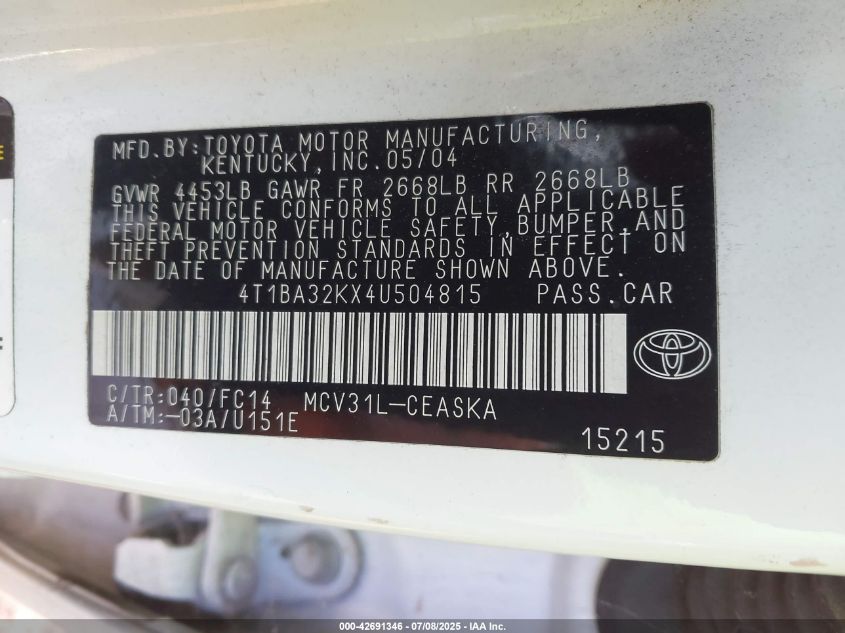 MFD.BY:TOYOTA MOTOR MANUFACTURING,
KENTUCKY,INC.05/04
GVWR 4453LB GAWR FR 2668LB RR 2668LB
THIS VEHICLE CONFORMS TO ALL APPLICABLE
FEDERAL MOTOR VEHICLE SAFETY,BUMPER,AND
THEFT PREVENTION STANDARDS IN EFFECT ON
THE DATE OF MANUFACTURE SHOWN ABOVE.
4T1BA32KX4U504815 PASS.CAR
C/TR:040/FC14 MCV31L-CEASKA
A/TM:-03A/U151E
15215
000-42691346 - 07/08/2025 - IAA Inc.